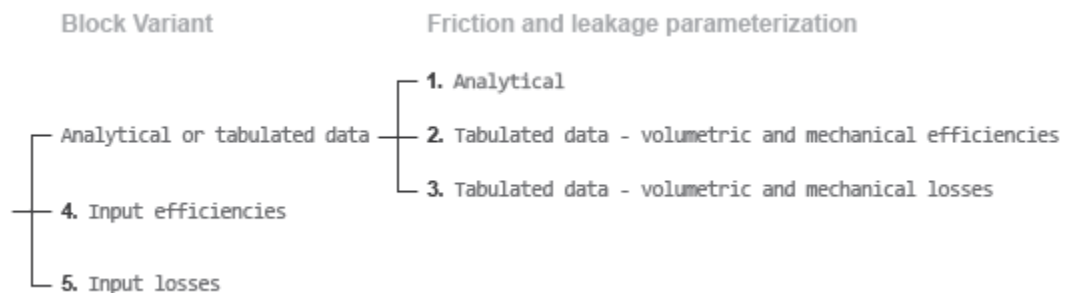 Block Variant
Friction and leakage parameterization
1. Analytical
Analytical or tabulated data
2. Tabulated data - volumetric and mechanical efficiencies
3. Tabulated data - volumetric and mechanical losses
4. Input efficiencies
5. Input losses